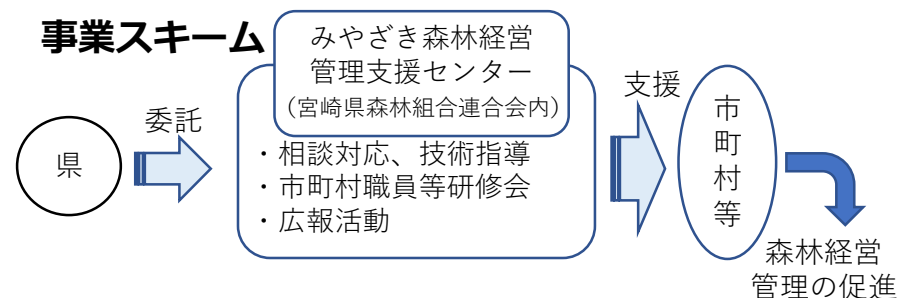 事業スキーム
みやざき森林経営
管理支援センター
(宮崎県森林組合連合会内)
県
委託
・相談対応、技術指導
・市町村職員等研修会
・広報活動
支援
市
町
村
等
森林経営
管理の促進